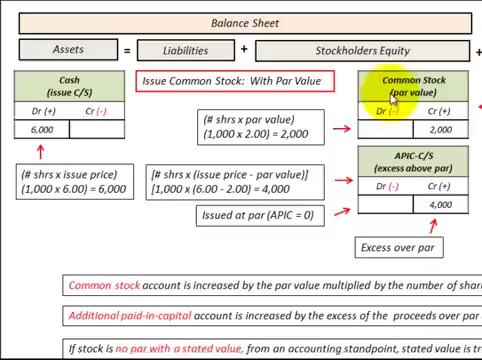 Balance Sheet
Assets = Liabilities + Stockholders Equity +
Cash
(issue C/S)
Dr (+) Cr (-)
6,000
Issue Common Stock: With Par Value
Common Stock
(par value)
Dr (-) Cr (+)
2,000
(# shrs x par value)
(1,000 x 2.00) = 2,000
APIC-C/S
(excess above par)
Dr (-) Cr (+)
4,000
(# shrs x issue price)
(1,000 x 6.00) = 6,000
[# shrs x (issue price - par value)]
[1,000 x (6.00 - 2.00) = 4,000
Issued at par (APIC = 0)
Excess over par
Common stock account is increased by the par value multiplied by the number of
Additional paid-in-capital account is increased by the excess of the proceeds over par
If stock is no par with a stated value, from an accounting standpoint, stated value is